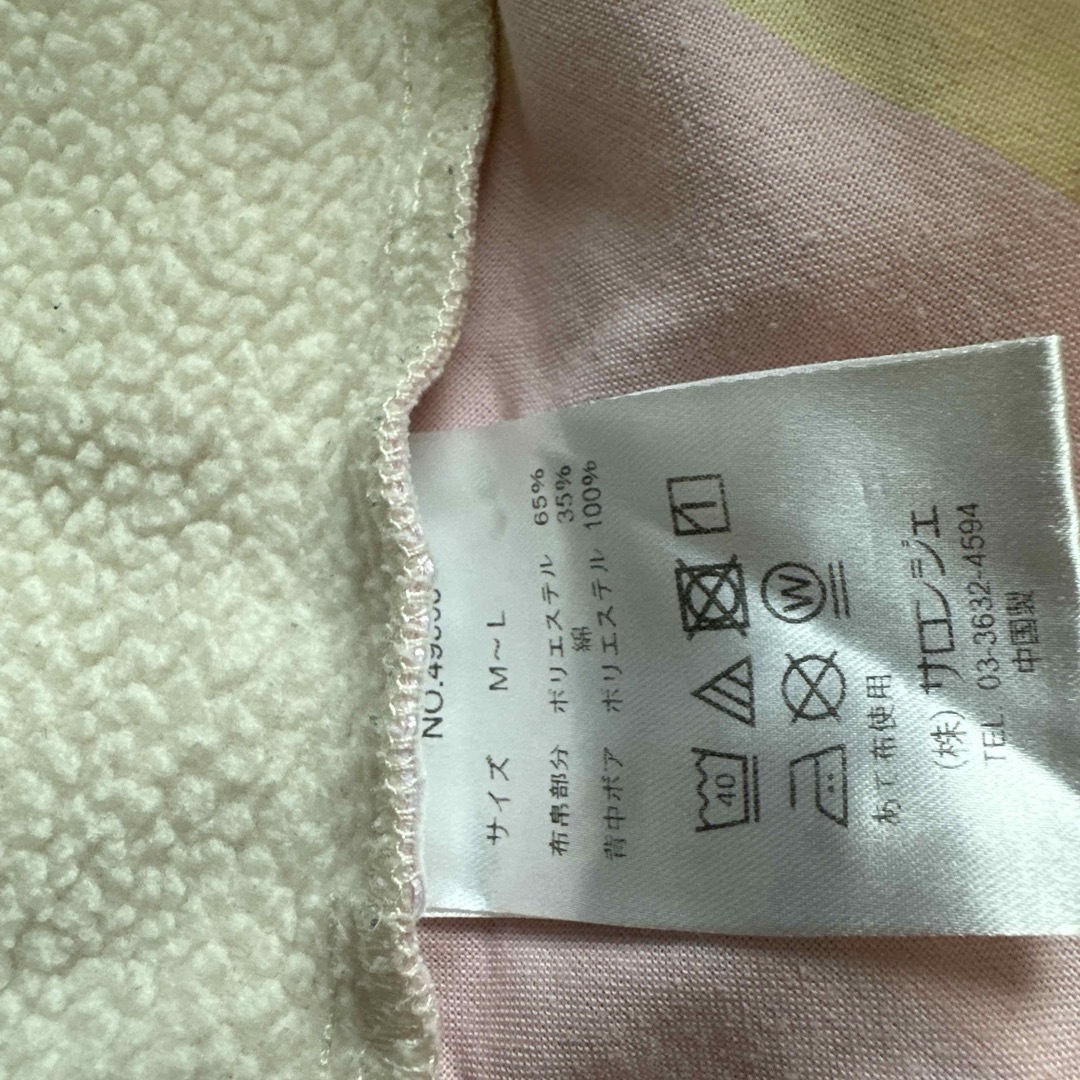 サイズ M～L
布帛部分 ポリエステル 65%
綿 35%
背中ボア ポリエステル 100%
40
W
あて布使用
(株)サロンジェ
TEL 03-3632-4594
中国製